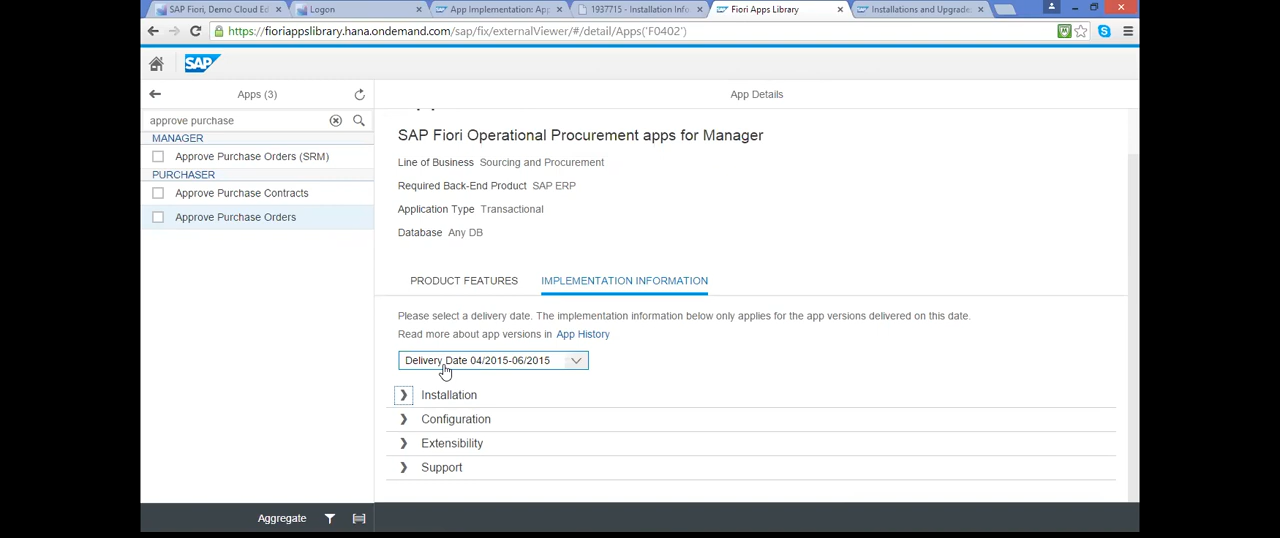 SAP Fiori, Demo Cloud Ed
Logon
App Implementation: App
1937715 - Installation Info
Fiori Apps Library
Installations and Upgrade
https://fioriappslibrary.hana.ondemand.com/sap/fix/externalViewer/#/detail/Apps('F0402')
SAP
Apps (3)
App Details
approve purchase
MANAGER
Approve Purchase Orders (SRM)
PURCHASER
Approve Purchase Contracts
Approve Purchase Orders
SAP Fiori Operational Procurement apps for Manager
Line of Business Sourcing and Procurement
Required Back-End Product SAP ERP
Application Type Transactional
Database Any DB
PRODUCT FEATURES
IMPLEMENTATION INFORMATION
Please select a delivery date. The implementation information below only applies for the app versions delivered on this date.
Read more about app versions in App History
Delivery Date 04/2015-06/2015
Installation
Configuration
Extensibility
Support
Aggregate